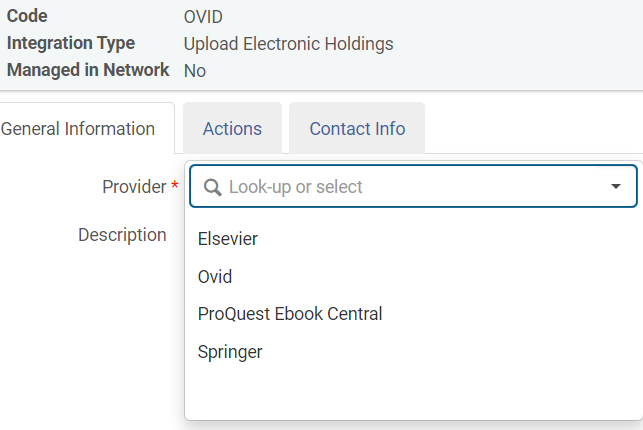 Code OVID
Integration Type Upload Electronic Holdings
Managed in Network No
General Information Actions Contact Info
Provider * Look-up or select
Description
Elsevier
Ovid
ProQuest Ebook Central
Springer